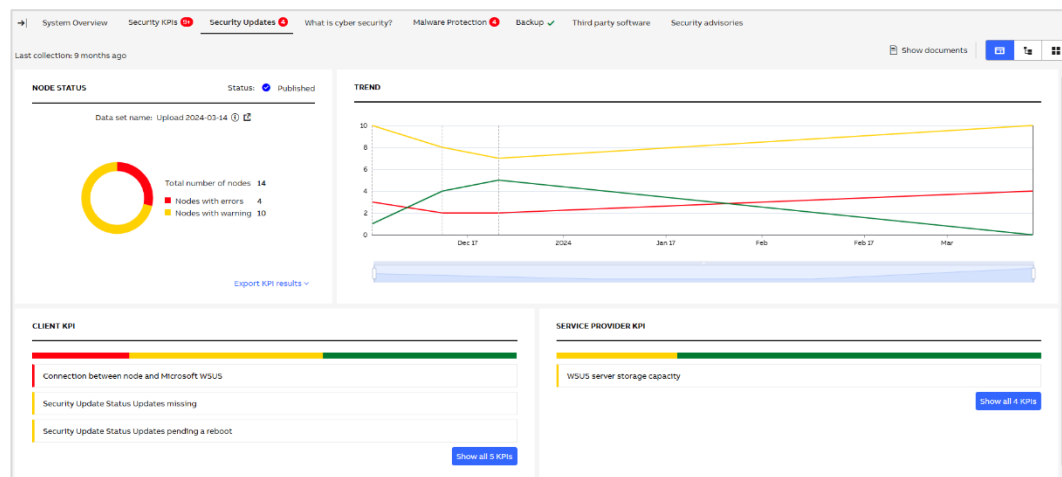 System Overview Security KPIs 9+ Security Updates 4 What is cyber security? Malware Protection 4 Backup Third party software Security advisories
Last collection: 9 months ago
Show documents
NODE STATUS
Status: Published
Data set name: Upload 2024-03-14
Total number of nodes 14
Nodes with errors 4
Nodes with warning 10
Export KPI results
TREND
10
8
6
4
2
0
Dec 17 2024 Jan 17 Feb Feb 17 Mar
CLIENT KPI
Connection between node and Microsoft WSUS
Security Update Status Updates missing
Security Update Status Updates pending a reboot
Show all 5 KPIs
SERVICE PROVIDER KPI
WSUS server storage capacity
Show all 4 KPIs